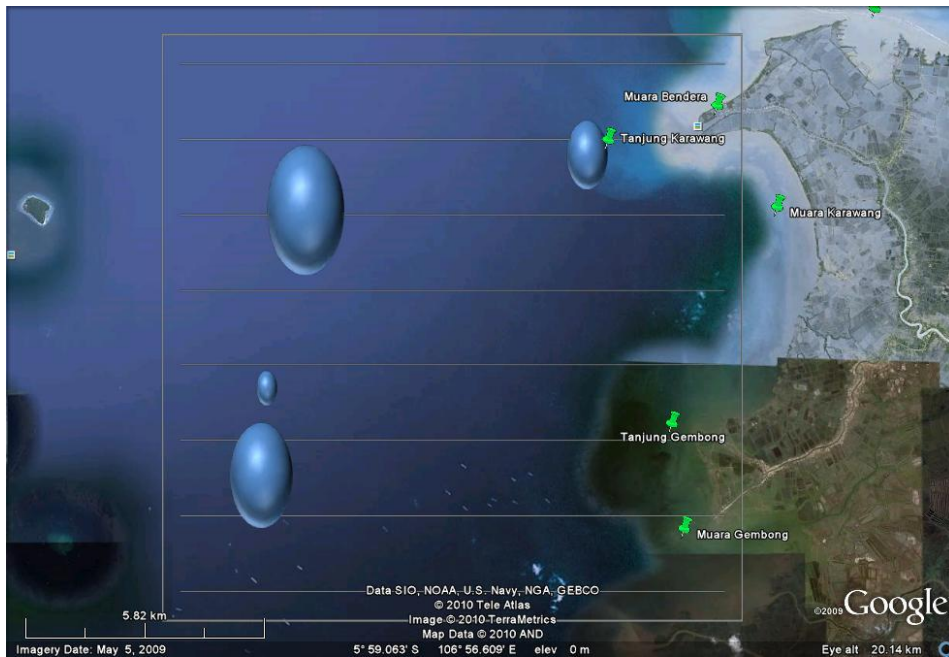 Muara Bendera
Tanjung Karawang
Muara Karawang
Tanjung Gembong
Muara Gembong
Data SIO, NOAA, U.S. Navy, NGA, GEBCO
© 2010 Tele Atlas
Image © 2010 TerraMetrics
Map Data © 2010 AND
©2009 Google
5.82 km
Imagery Date: May 5, 2009 5° 59.063' S 106° 56.609' E elev 0 m Eye alt 20.14 km